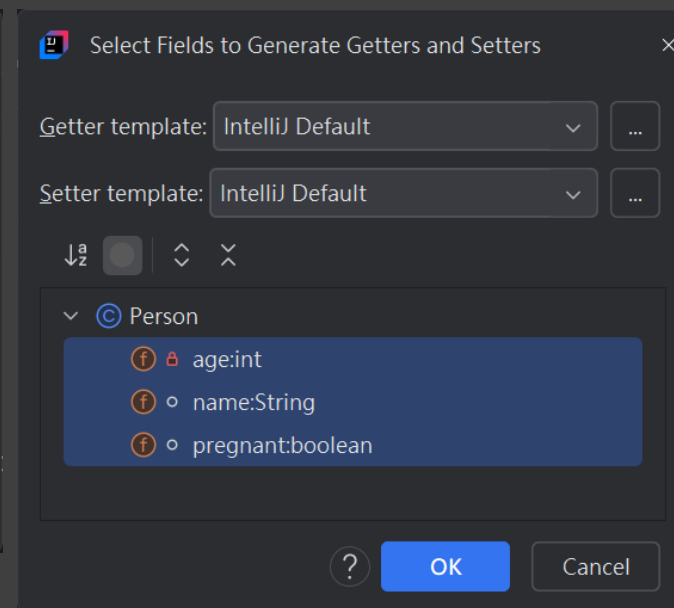 Select Fields to Generate Getters and Setters
Getter template: IntelliJ Default ...
Setter template: IntelliJ Default ...
Person
age:int
name:String
pregnant:boolean
? OK Cancel